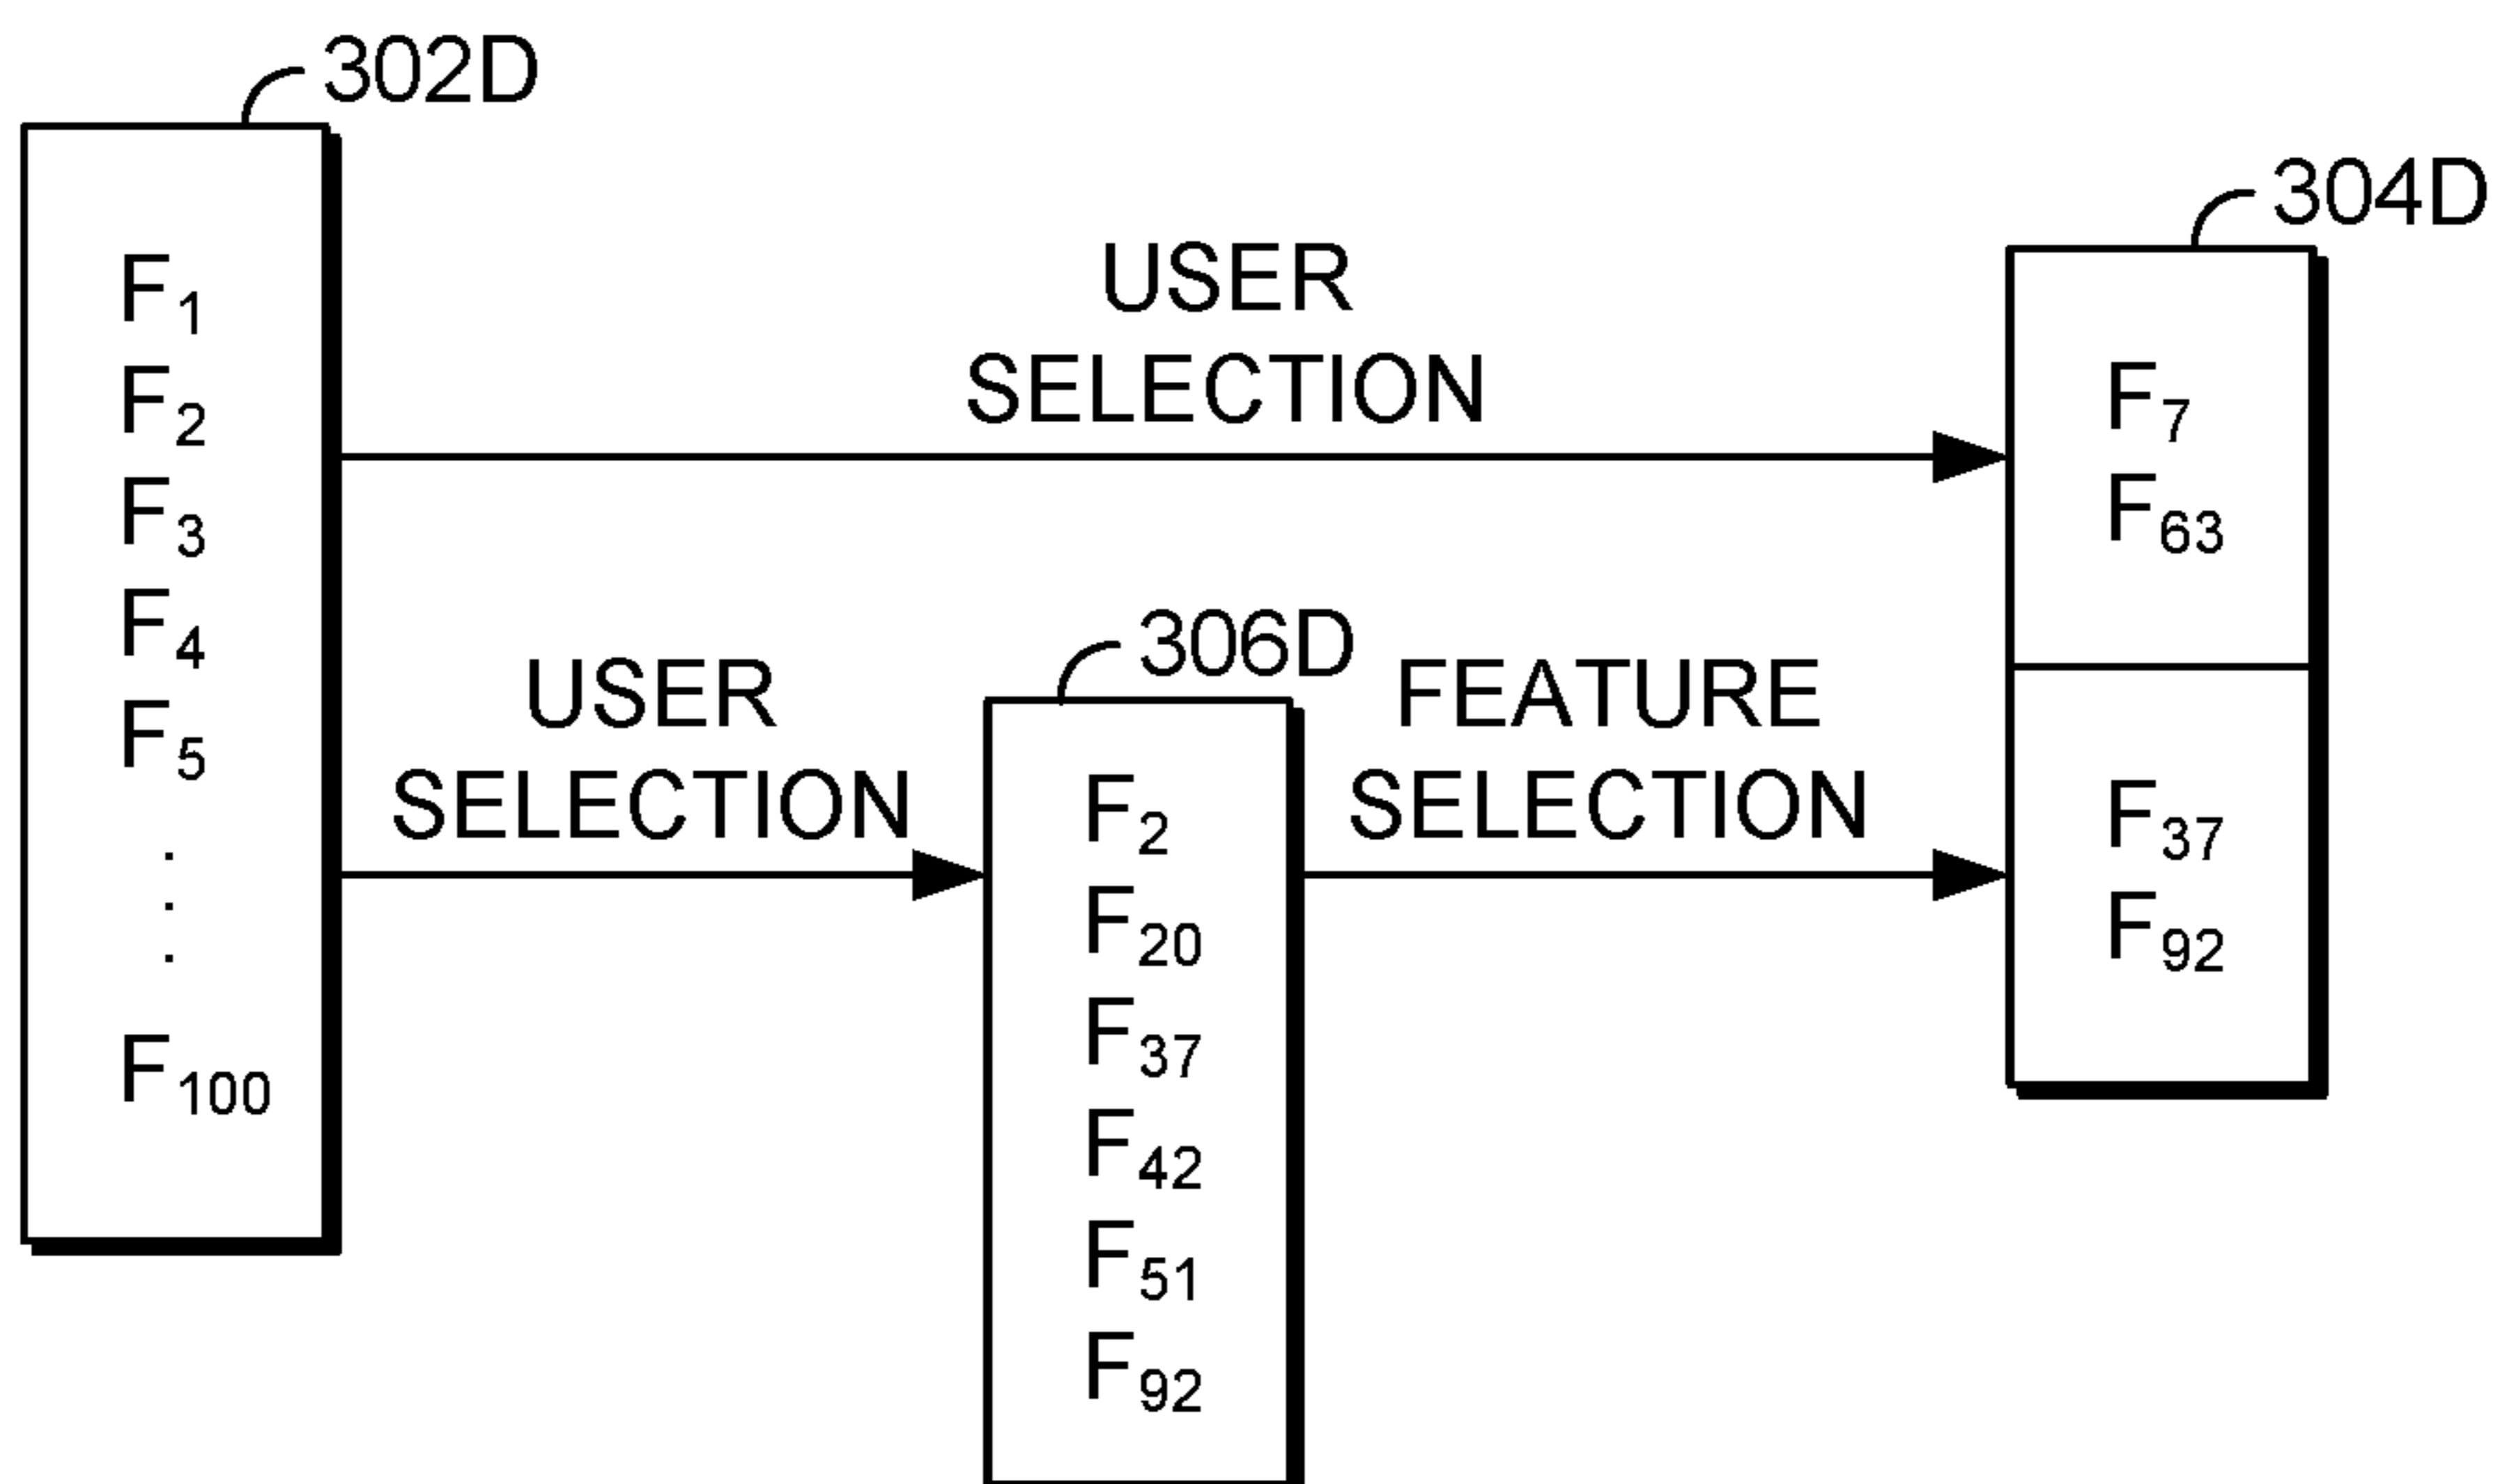 302D
F1
F2
F3
F4
F5
.
.
.
F100
USER
SELECTION
USER
SELECTION
306D
F2
F20
F37
F42
F51
F92
FEATURE
SELECTION
304D
F7
F63
F37
F92